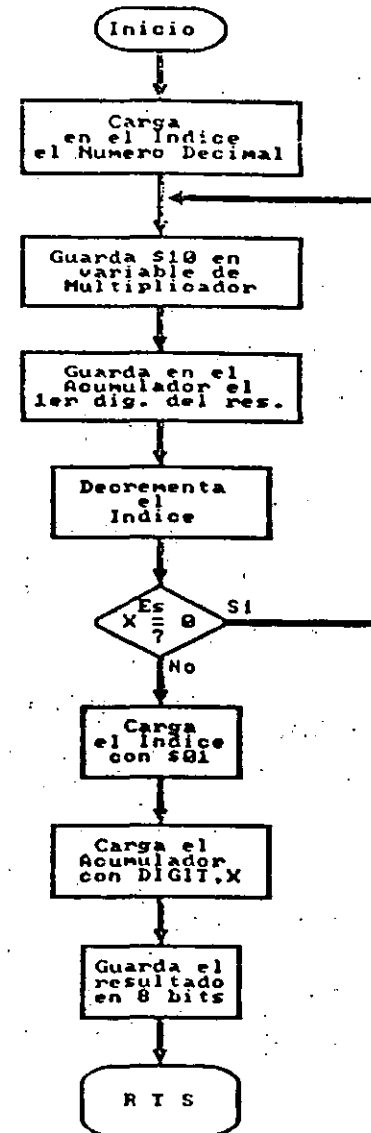 Inicio
Carga
en el Indice
el Numero Decimal
Guarda $10 en
variable de
Multiplicador
Guarda en el
Acumulador el
1er dig. del res.
Decrementa
el
Indice
Es
X = 0
?
Si
No
Carga
el Indice
con $01
Carga el
Acumulador
con DIGIT,X
Guarda el
resultado
en 8 bits
R T S